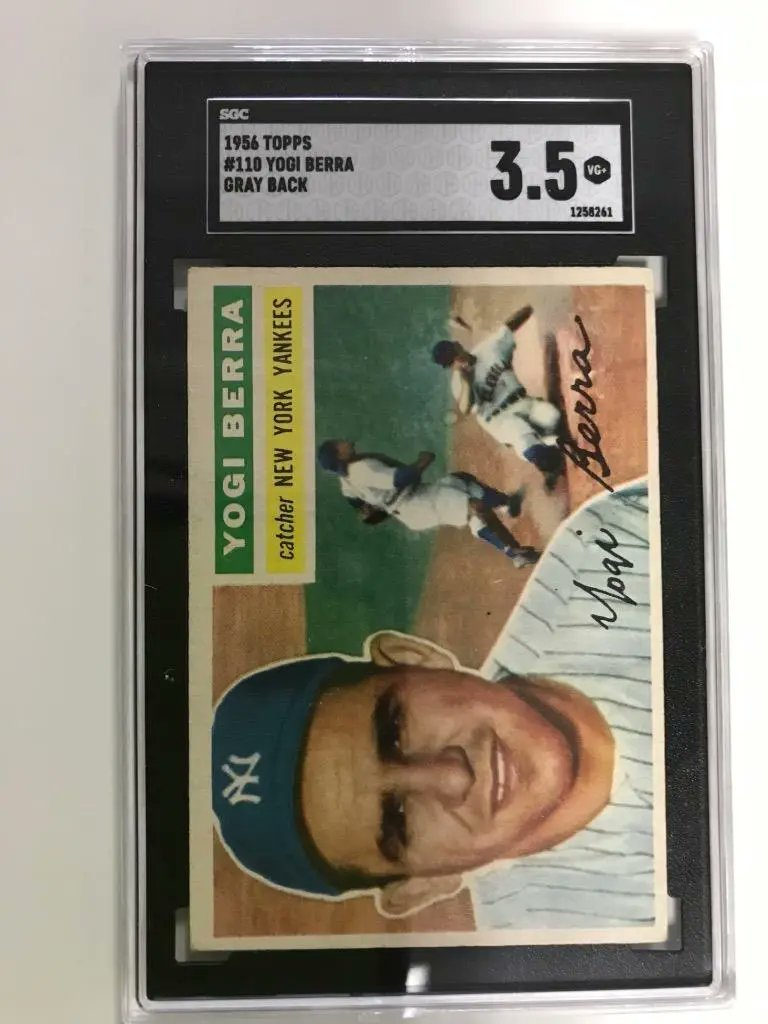 SGC
1956 TOPPS
#110 YOGI BERRA
GRAY BACK
3.5
VG+
1258261
YOGI BERRA
catcher NEW YORK YANKEES
Yogi Berra
NY